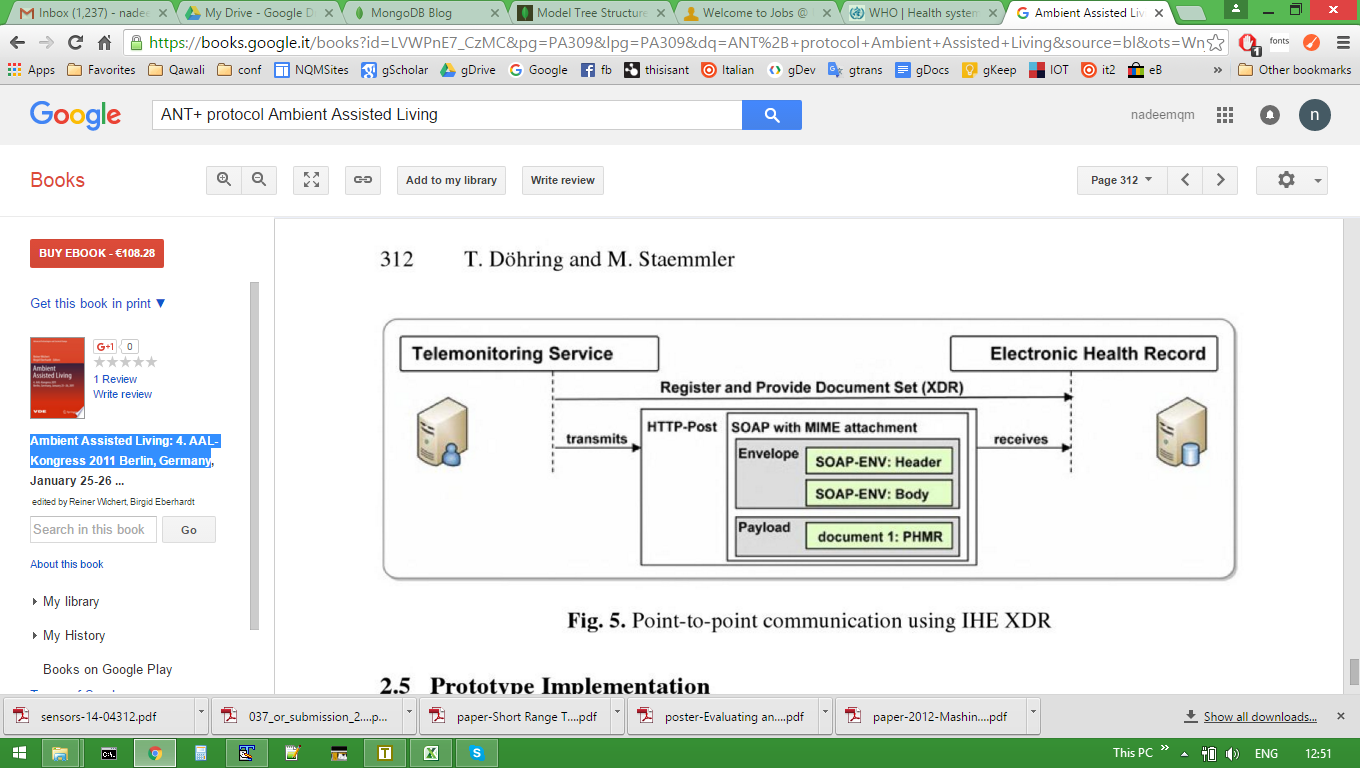 Inbox (1,237) - nade
My Drive - Google D
MongoDB Blog
Model Tree Structure
Welcome to Jobs @
WHO | Health system
Ambient Assisted Liv
https://books.google.it/books?id=LVWPnE7_CzMC&pg=PA309&lpg=PA309&dq=ANT%2B+protocol+Ambient+Assisted+Living&source=bl&ots=Wn
1
fonts
Apps Favorites Qawali conf NQMSites gScholar gDrive Google fb thisisant Italian gDev gtrans gDocs gKeep IOT it2 eB » Other bookmarks
Google
ANT+ protocol Ambient Assisted Living
nadeemqm
n
Books
Add to my library
Write review
Page 312
BUY EBOOK - €108.28
Get this book in print ▼
Ambient
Assisted Living
VDE
G+1 0
1 Review
Write review
Ambient Assisted Living: 4. AAL-
Kongress 2011 Berlin, Germany,
January 25-26 ...
edited by Reiner Wichert, Birgid Eberhardt
Search in this book
Go
About this book
My library
My History
Books on Google Play
312 T. Döhring and M. Staemmler
Telemonitoring Service
Electronic Health Record
Register and Provide Document Set (XDR)
transmits
HTTP-Post
SOAP with MIME attachment
Envelope
SOAP-ENV: Header
SOAP-ENV: Body
Payload
document 1: PHMR
receives
Fig. 5. Point-to-point communication using IHE XDR
2.5 Prototype Implementation
sensors-14-04312.pdf
037_or_submission_2....p...
paper-Short Range T....pdf
poster-Evaluating an....pdf
paper-2012-Mashin....pdf
Show all downloads...
This PC » ENG 12:51